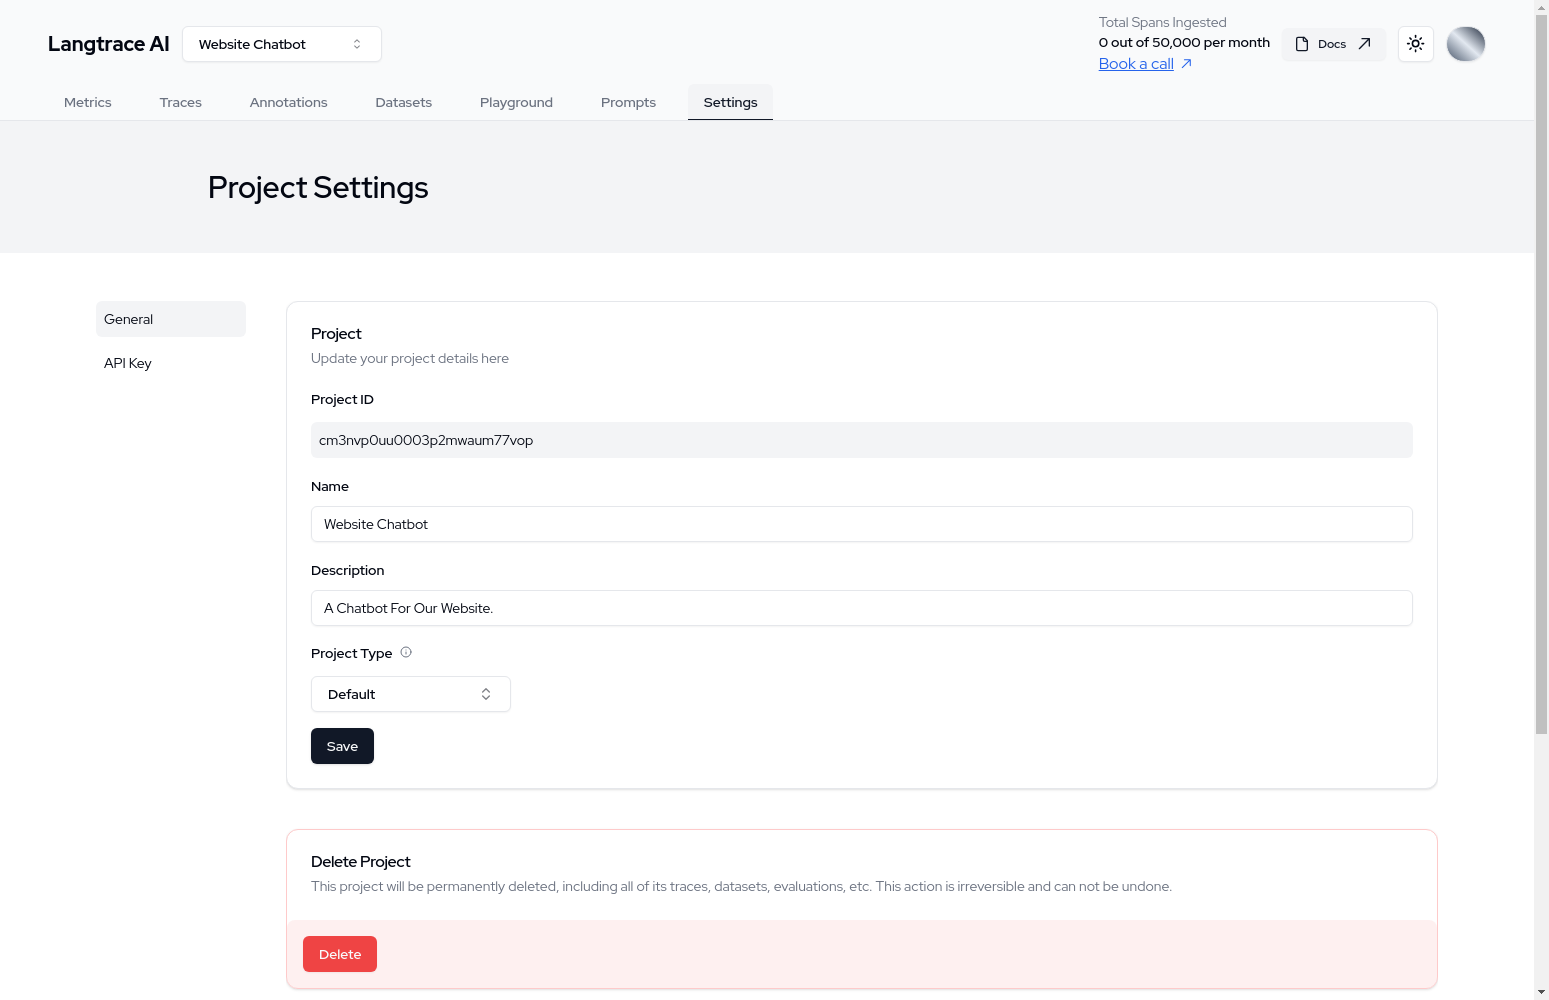 Langtrace AI
Website Chatbot
Total Spans Ingested
0 out of 50,000 per month
Book a call
Docs
Metrics
Traces
Annotations
Datasets
Playground
Prompts
Settings
Project Settings
General
API Key
Project
Update your project details here
Project ID
cm3nvp0uu0003p2mwaum77vop
Name
Website Chatbot
Description
A Chatbot For Our Website.
Project Type
Default
Save
Delete Project
This project will be permanently deleted, including all of its traces, datasets, evaluations, etc. This action is irreversible and can not be undone.
Delete